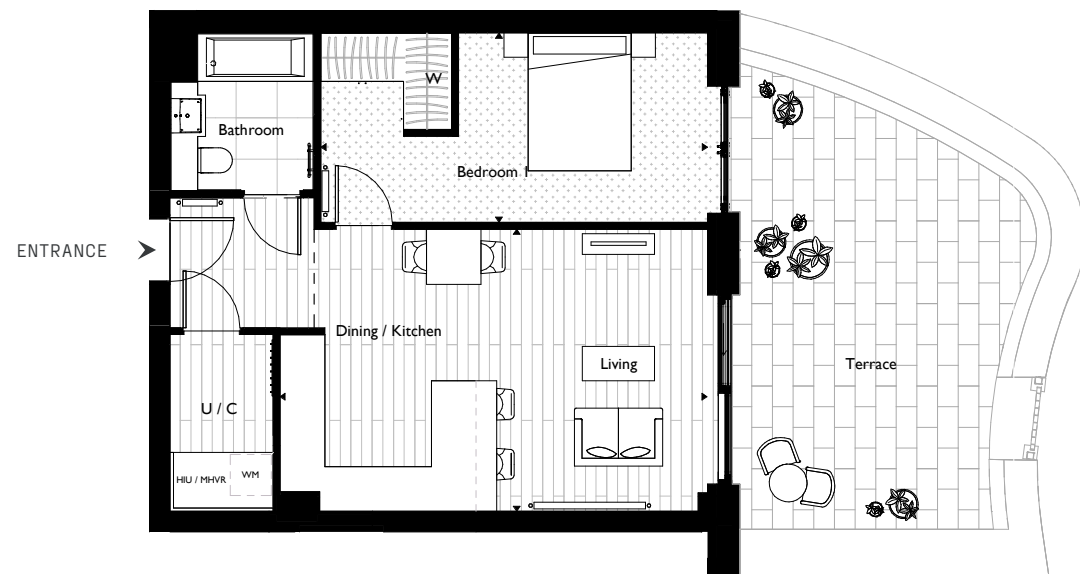 W
Bathroom
Bedroom 1
ENTRANCE
Dining / Kitchen
Living
Terrace
U / C
HIU / MHVR
WM